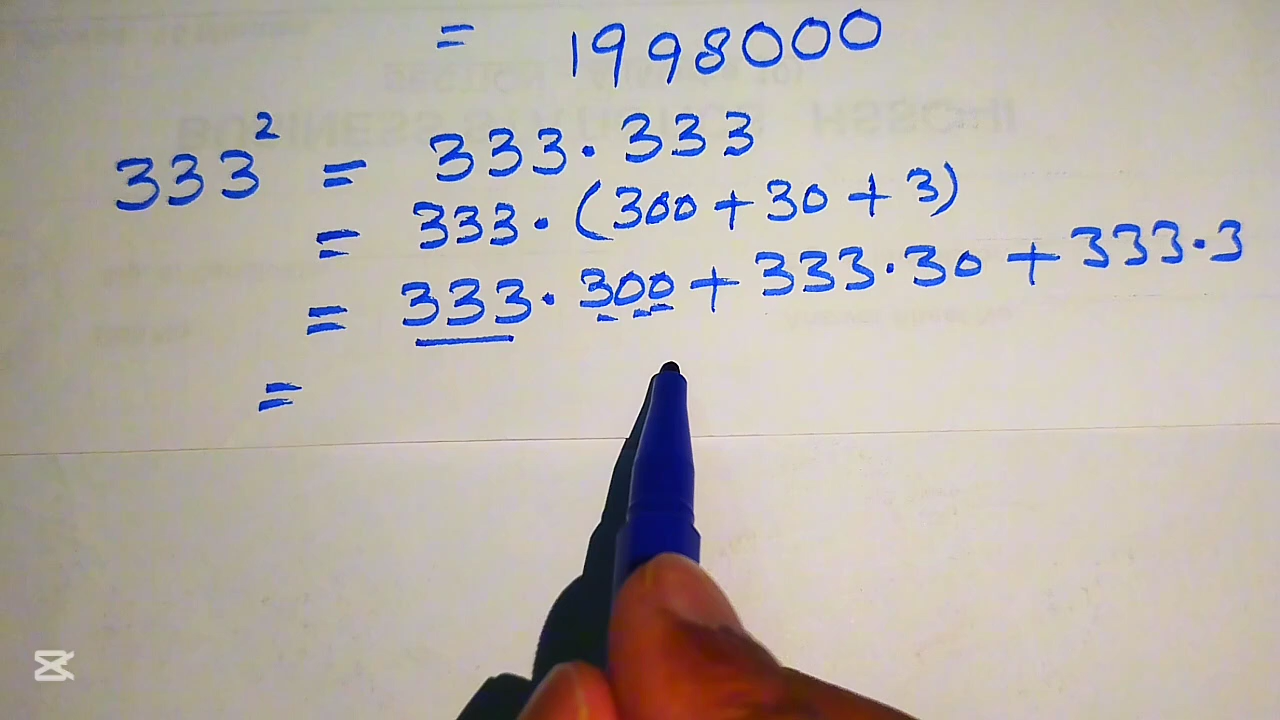 = 1998000
333² = 333·333
= 333·(300+30+3)
= 333·300+333·30+333·3
=